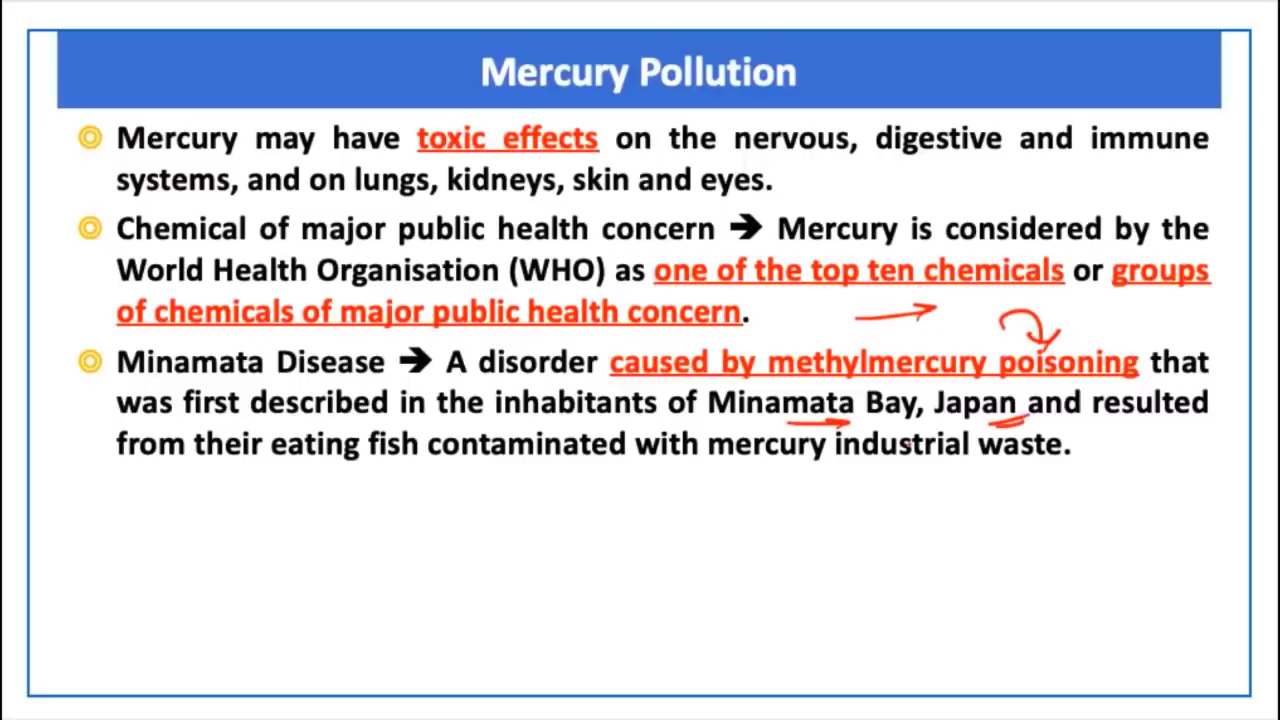 Mercury Pollution
Mercury may have toxic effects on the nervous, digestive and immune
systems, and on lungs, kidneys, skin and eyes.
Chemical of major public health concern ➔ Mercury is considered by the
World Health Organisation (WHO) as one of the top ten chemicals or groups
of chemicals of major public health concern.
Minamata Disease ➔ A disorder caused by methylmercury poisoning that
was first described in the inhabitants of Minamata Bay, Japan and resulted
from their eating fish contaminated with mercury industrial waste.